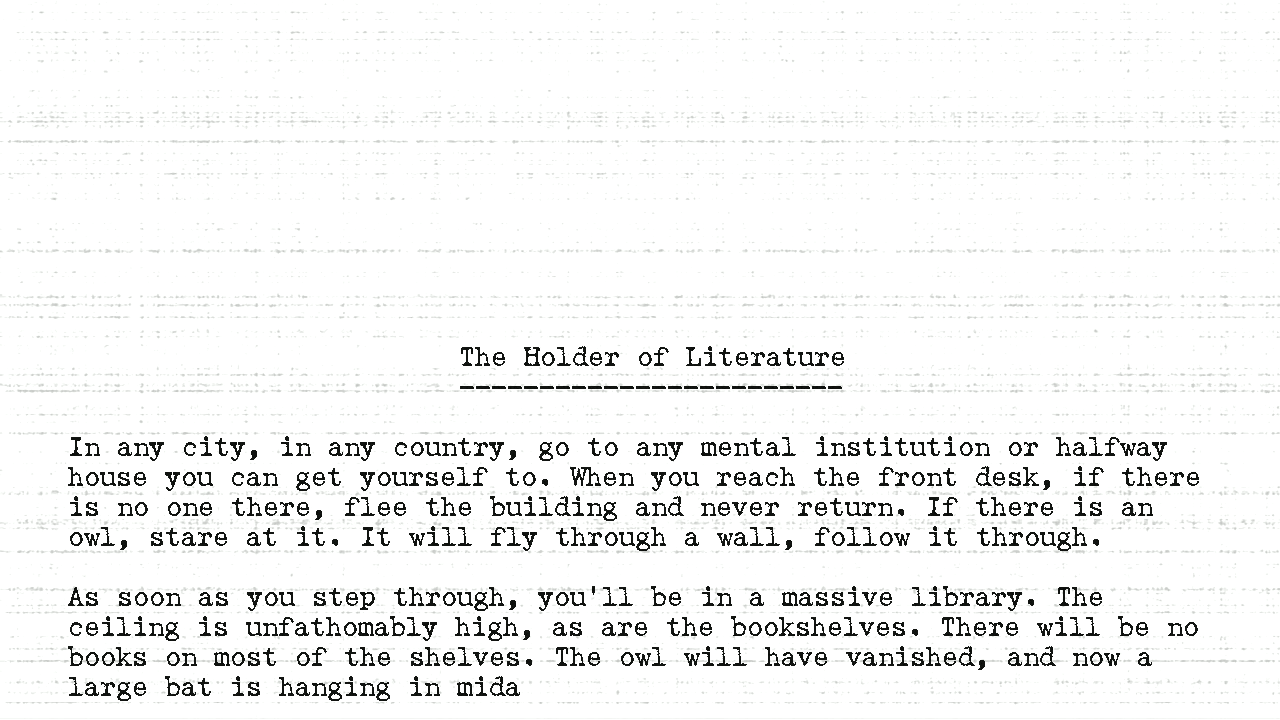 The Holder of Literature
------------------------
In any city, in any country, go to any mental institution or halfway
house you can get yourself to. When you reach the front desk, if there
is no one there, flee the building and never return. If there is an
owl, stare at it. It will fly through a wall, follow it through.
As soon as you step through, you'll be in a massive library. The
ceiling is unfathomably high, as are the bookshelves. There will be no
books on most of the shelves. The owl will have vanished, and now a
large bat is hanging in mida